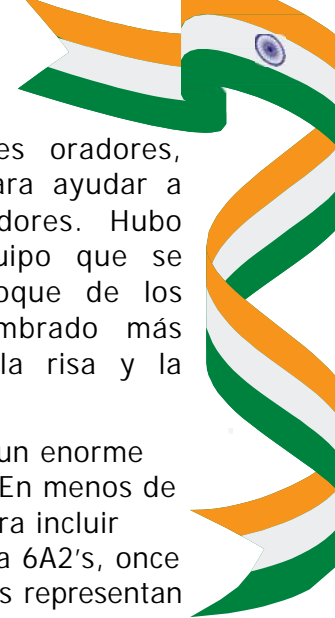 es oradores,
ara ayudar a
dores. Hubo
uipo que se
oque de los
mbrado más
la risa y la
un enorme
En menos de
ra incluir
a 6A2's, once
s representan